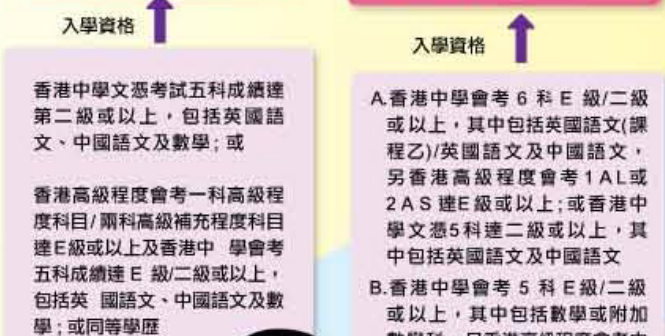 入學資格
香港中學文憑考試五科成績達
第二級或以上，包括英國語
文、中國語文及數學；或
香港高級程度會考一科高級程
度科目/兩科高級補充程度科目
達E級或以上及香港中 學會考
五科成績達 E 級/二級或以上，
包括英 國語文、中國語文及數
學；或同等學歷
入學資格
A.香港中學會考 6 科 E 級/二級
或以上，其中包括英國語文(課
程乙)/英國語文及中國語文，
另香港高級程度會考1AL或
2AS 達E級或以上；或香港中
學文憑5科達二級或以上，其
中包括英國語文及中國語文
B.香港中學會考 5 科 E級/二級
或以上，其中包括數學或附加